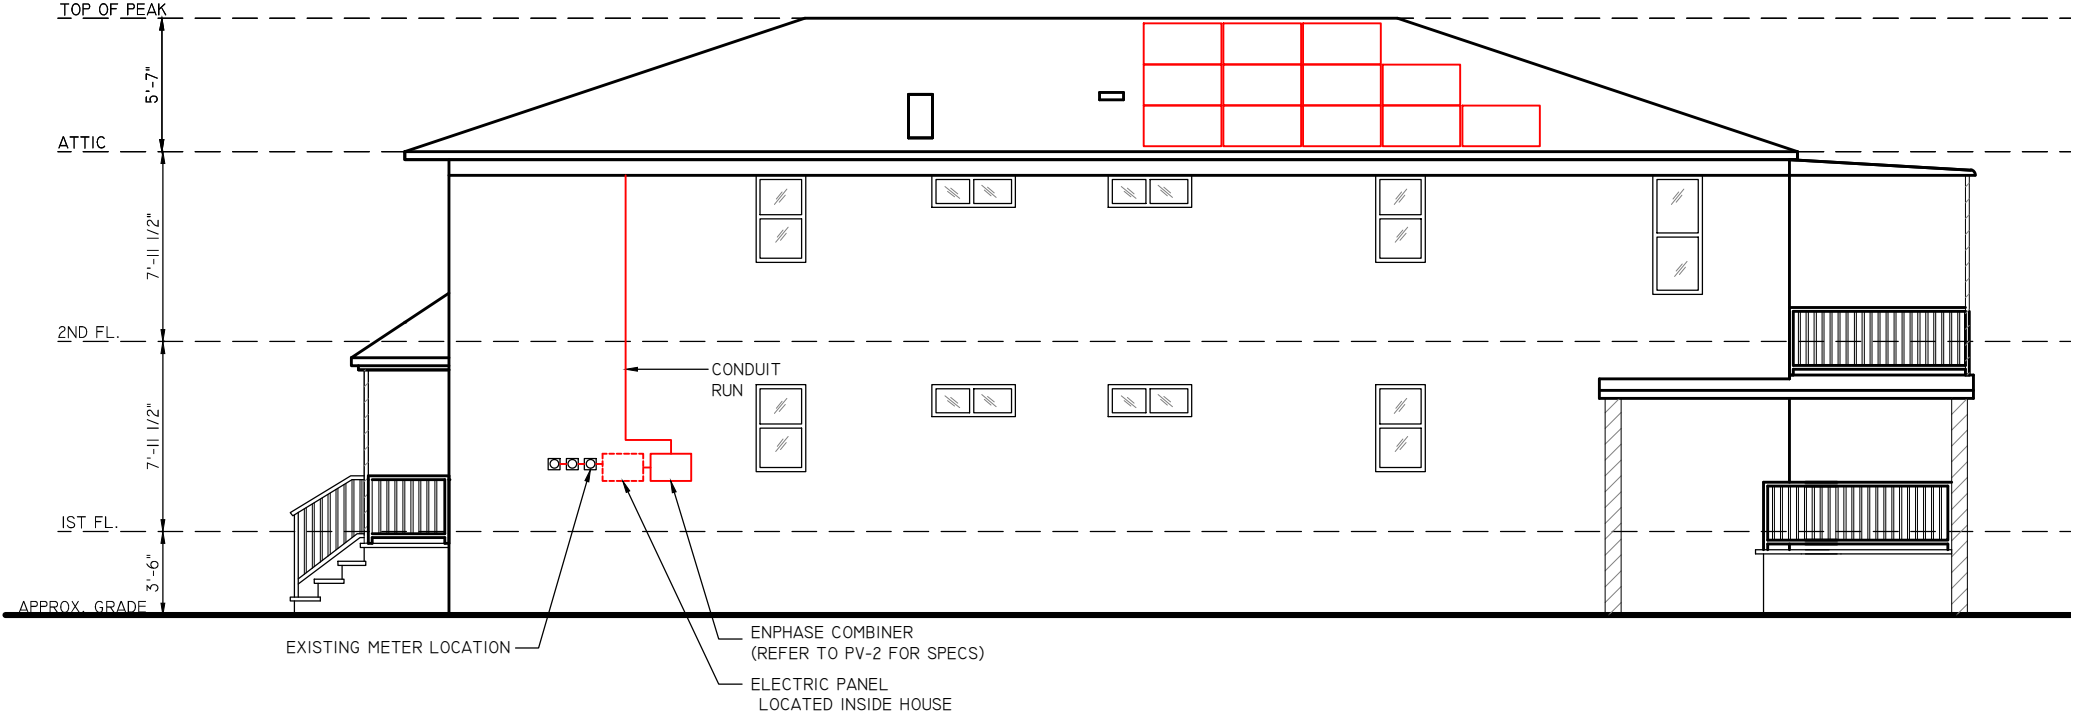 TOP OF PEAK
5'-7"
ATTIC
7'-11 1/2"
2ND FL.
CONDUIT
RUN
7'-11 1/2"
1ST FL.
3'-6"
APPROX. GRADE
EXISTING METER LOCATION
ENPHASE COMBINER
(REFER TO PV-2 FOR SPECS)
ELECTRIC PANEL
LOCATED INSIDE HOUSE